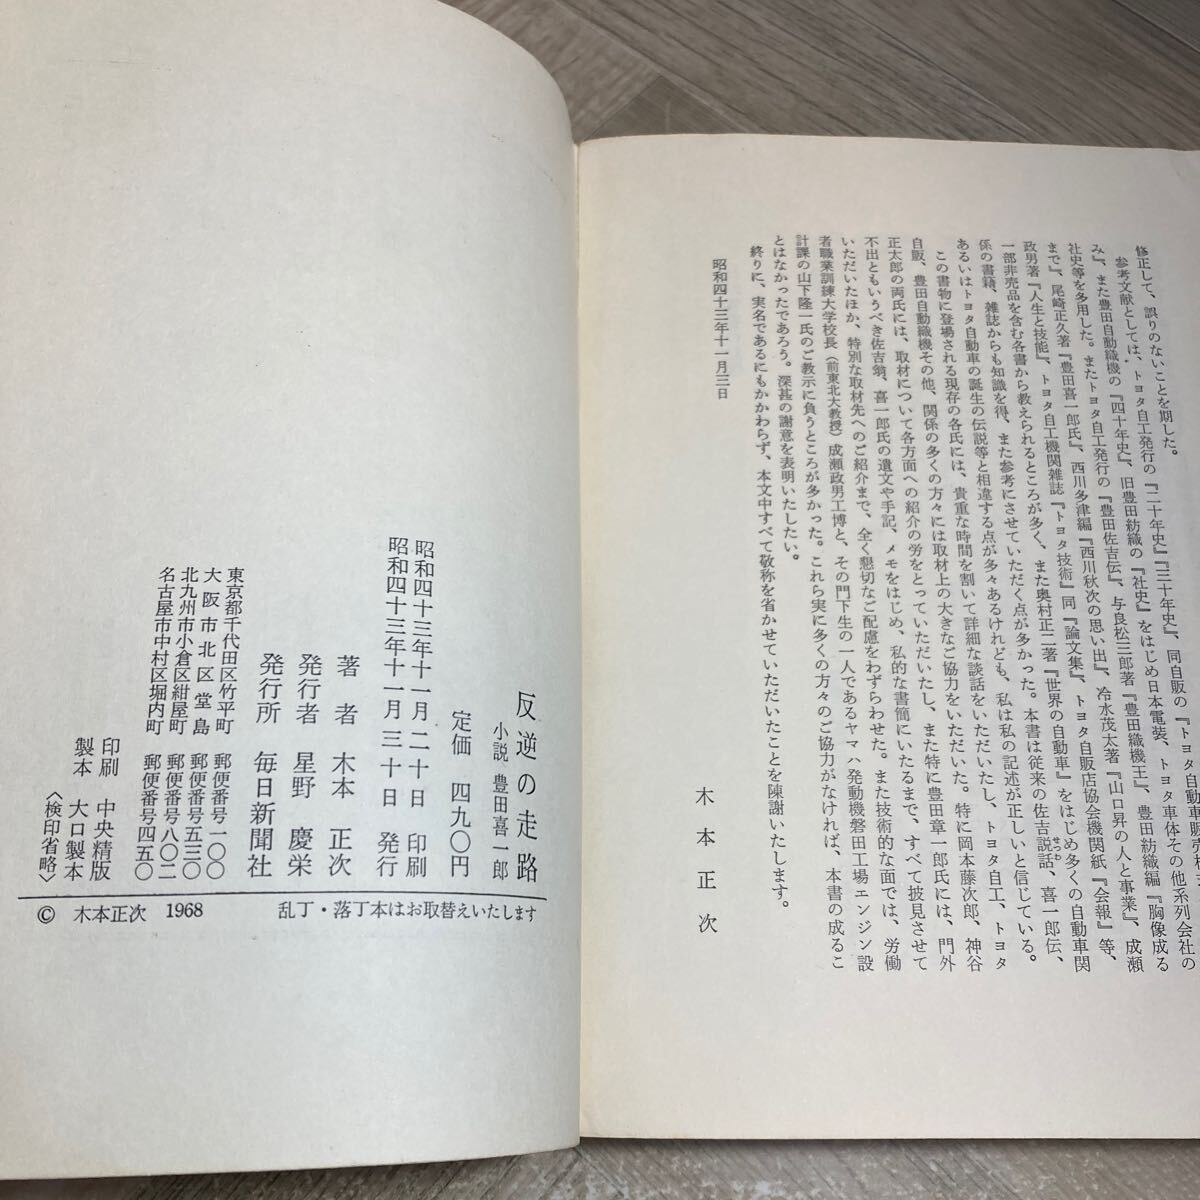 修正して、誤りのないことを期した。
参考文献としては、トヨタ自工発行の『二十年史』『三十年史』、同自販の『トヨタ自動車販売
み』、また豊田自動織機の『四十年史』、旧豊田紡織の『社史』をはじめ日本電装、トヨタ車体その他系列会社の
社史等を多用した。またトヨタ自工発行の『豊田佐吉伝』、与良松三郎著『豊田織機王』、豊田紡織編『胸像成る
まで』、尾崎正久著『豊田喜一郎氏』、西川多津編『西川秋次の思い出』、冷水茂太著『山口昇の人と事業』、成瀬
政男著『人生と技能』、トヨタ自工機関雑誌『トヨタ技術』同『論文集』、トヨタ自販店協会機関紙『会報』等、
一部非売品を含む各書から教えられるところが多く、また奥村正二著『世界の自動車』をはじめ多くの自動車関
係の書籍、雑誌からも知識を得、また参考にさせていただく点が多かった。本書は従来の佐吉説話、喜一郎伝、
せつわ
あるいはトヨタ自動車の誕生の伝説等と相違する点が多々あるけれども、私は私の記述が正しいと信じている。
この書物に登場される現存の各氏には、貴重な時間を割いて詳細な談話をいただいたし、トヨタ自工、トヨタ
自販、豊田自動織機その他、関係の多くの方々には取材上の大きなご協力をいただいた。特に岡本藤次郎、神谷
正太郎の両氏には、取材について各方面への紹介の労をとっていただいたし、また特に豊田章一郎氏には、門外
不出ともいうべき佐吉翁、喜一郎氏の遺文や手記、メモをはじめ、私的な書簡にいたるまで、すべて披見させて
いただいたほか、特別な取材先へのご紹介まで、全く懇切なご配慮をわずらわせた。また技術的な面では、労働
者職業訓練大学校長（前東北大教授）成瀬政男工博と、その門下生の一人であるヤマハ発動機磐田工場エンジン設
計課の山下隆一氏のご教示に負うところが多かった。これら実に多くの方々のご協力がなければ、本書の成るこ
とはなかったであろう。深甚の謝意を表明いたしたい。
終りに、実名であるにもかかわらず、本文中すべて敬称を省かせていただいたことを陳謝いたします。
昭和四十三年十一月三日
木本正次
反逆の走路
小説 豊田喜一郎
定価 四九〇円
昭和四十三年十一月二十日 印刷
昭和四十三年十一月三十日 発行
著者 木本正次
発行者 星野慶栄
発行所 毎日新聞社
東京都千代田区竹平町 郵便番号一〇〇
大阪市北区堂島 郵便番号五三〇
北九州市小倉区紺屋町 郵便番号八〇二
名古屋市中村区堀内町 郵便番号四五〇
印刷 中央精版
製本 大口製本
〈検印省略〉
© 木本正次 1968 乱丁・落丁本はお取替えいたします